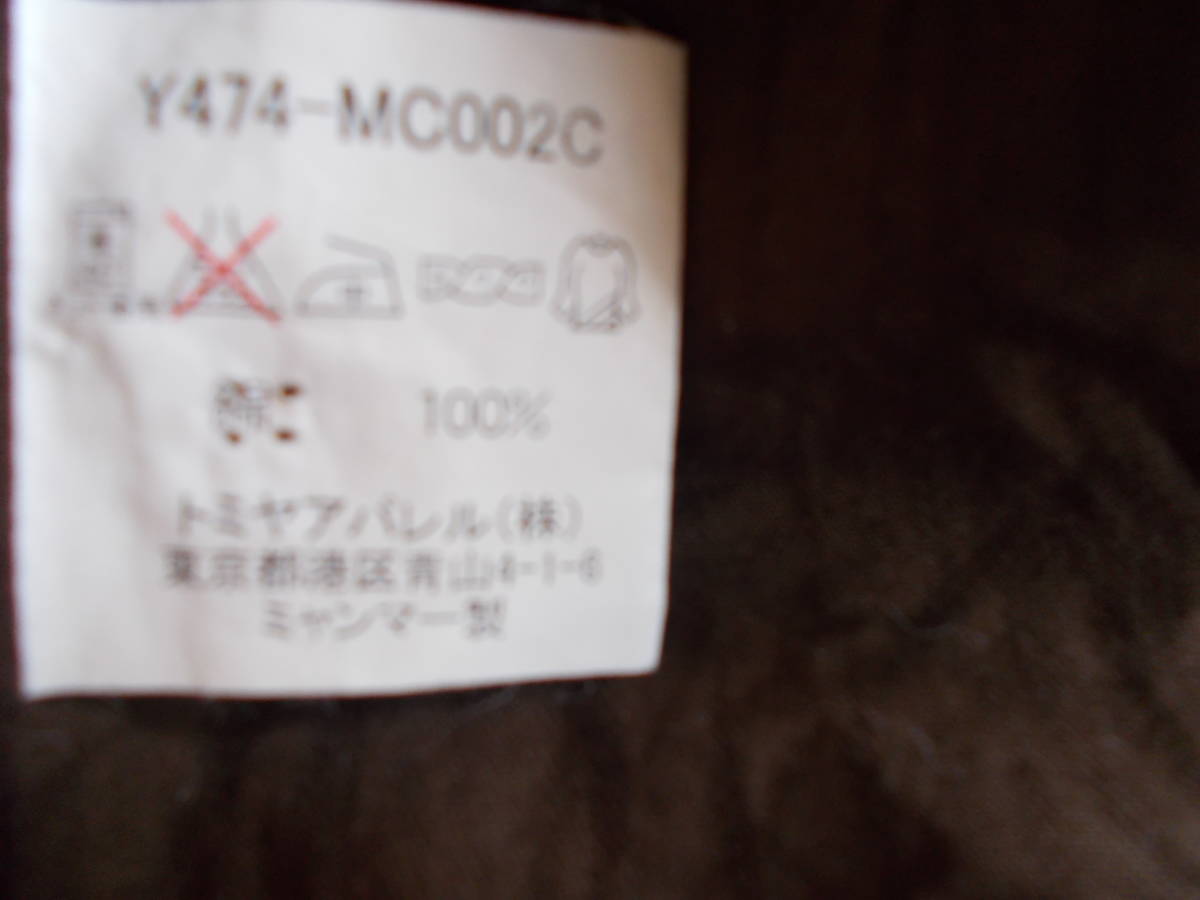 Y474-MC002C
綿 100%
トミヤアパレル(株)
東京都港区青山4-1-6
ミャンマー製